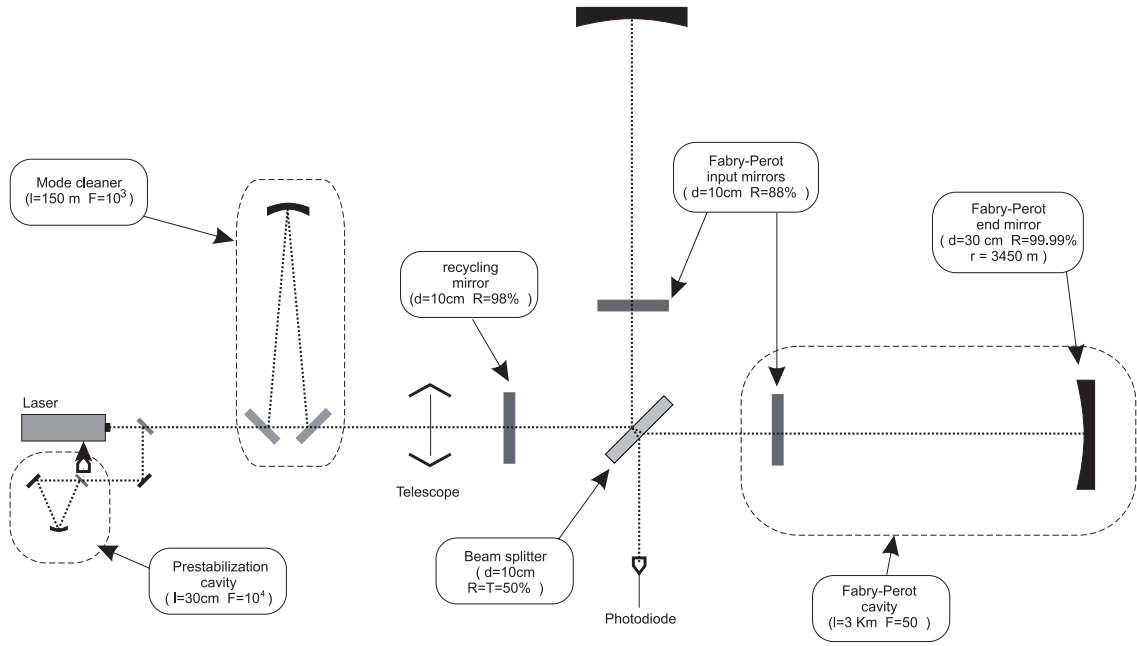 Mode cleaner
(l=150 m F=10³)
Fabry-Perot
input mirrors
( d=10cm R=88% )
Fabry-Perot
end mirror
( d=30 cm R=99.99%
r = 3450 m )
recycling
mirror
(d=10cm R=98% )
Laser
Telescope
Beam splitter
( d=10cm
R=T=50% )
Prestabilization
cavity
( l=30cm F=10⁴)
Photodiode
Fabry-Perot
cavity
(l=3 Km F=50 )